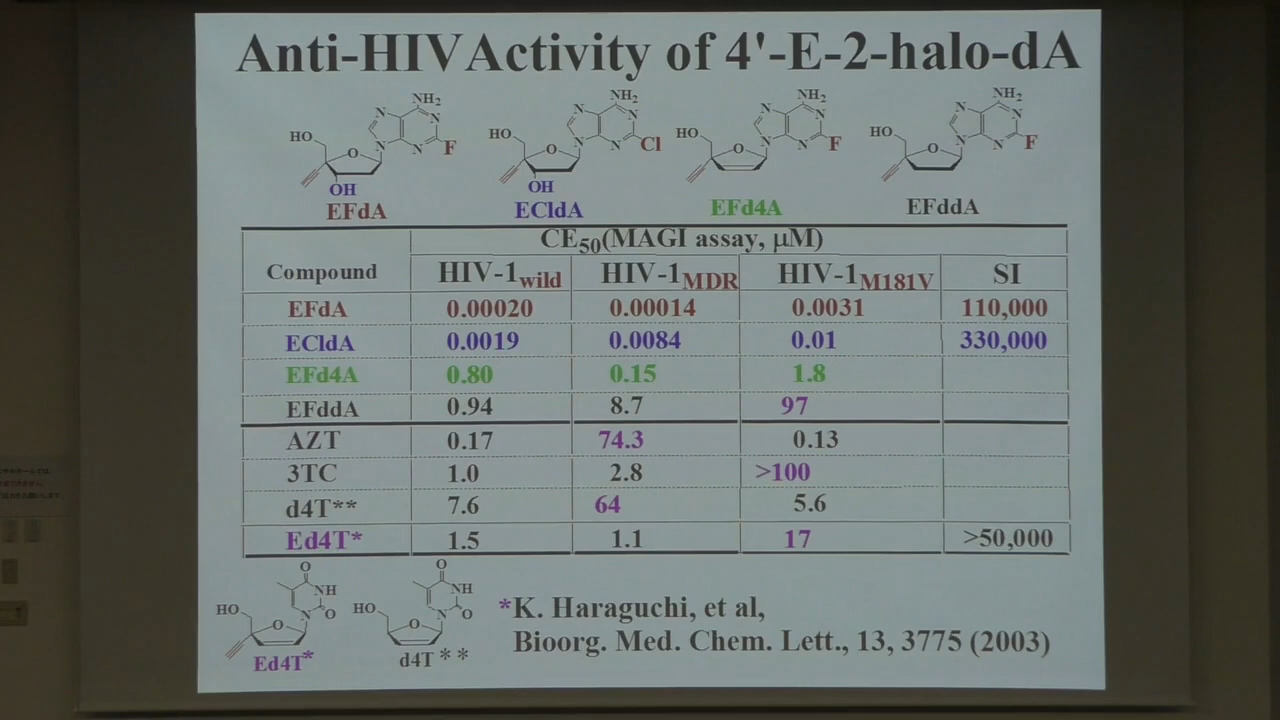 Anti-HIV Activity of 4'-E-2-halo-dA
NH2 NH2 NH2 NH2
HO N N N N F HO N N N N Cl HO N N N N F HO N N N N F
O O O O
OH OH
EFdA ECldA EFd4A EFddA
CE50(MAGI assay, μM)
Compound HIV-1wild HIV-1MDR HIV-1M181V SI
EFdA 0.00020 0.00014 0.0031 110,000
ECldA 0.0019 0.0084 0.01 330,000
EFd4A 0.80 0.15 1.8
EFddA 0.94 8.7 97
AZT 0.17 74.3 0.13
3TC 1.0 2.8 >100
d4T** 7.6 64 5.6
Ed4T* 1.5 1.1 17 >50,000
O O
NH NH
HO N O HO N O
O O
Ed4T* d4T**
*K. Haraguchi, et al,
Bioorg. Med. Chem. Lett., 13, 3775 (2003)